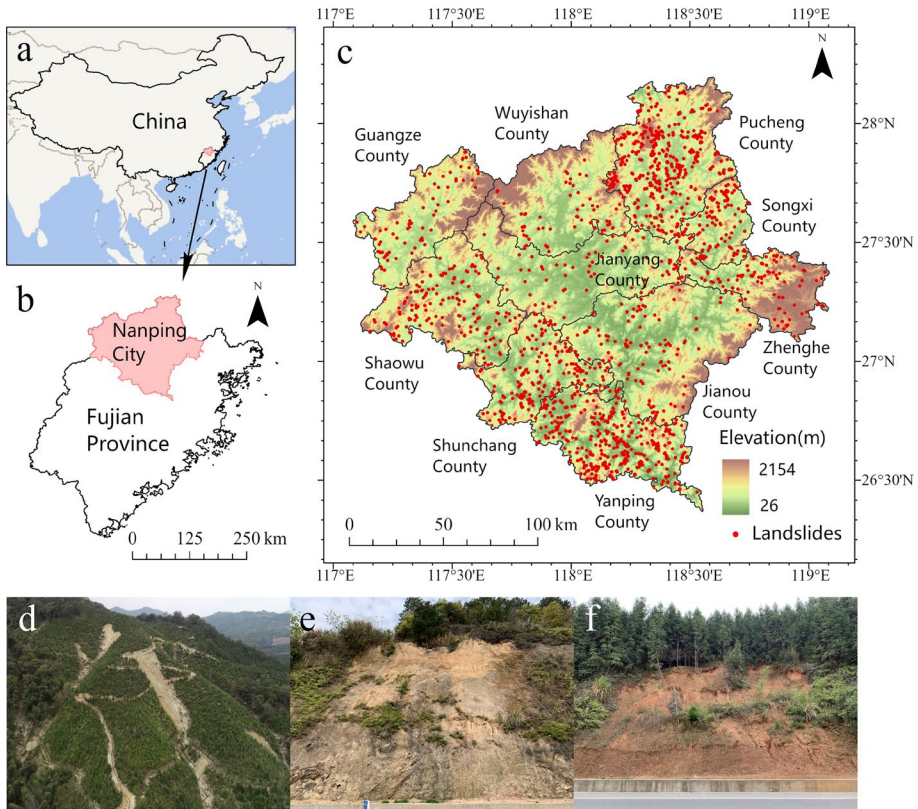 a
China
b
N
Nanping
City
Fujian
Province
0 125 250 km
c
117°E 117°30'E 118°E 118°30'E 119°E
N
28°N
27°30'N
27°N
26°30'N
Guangze
County
Wuyishan
County
Pucheng
County
Songxi
County
Jianyang
County
Zhenghe
County
Shaowu
County
Jianou
County
Shunchang
County
Yanping
County
Elevation(m)
2154
26
Landslides
0 50 100 km
117°E 117°30'E 118°E 118°30'E 119°E
d
e
f